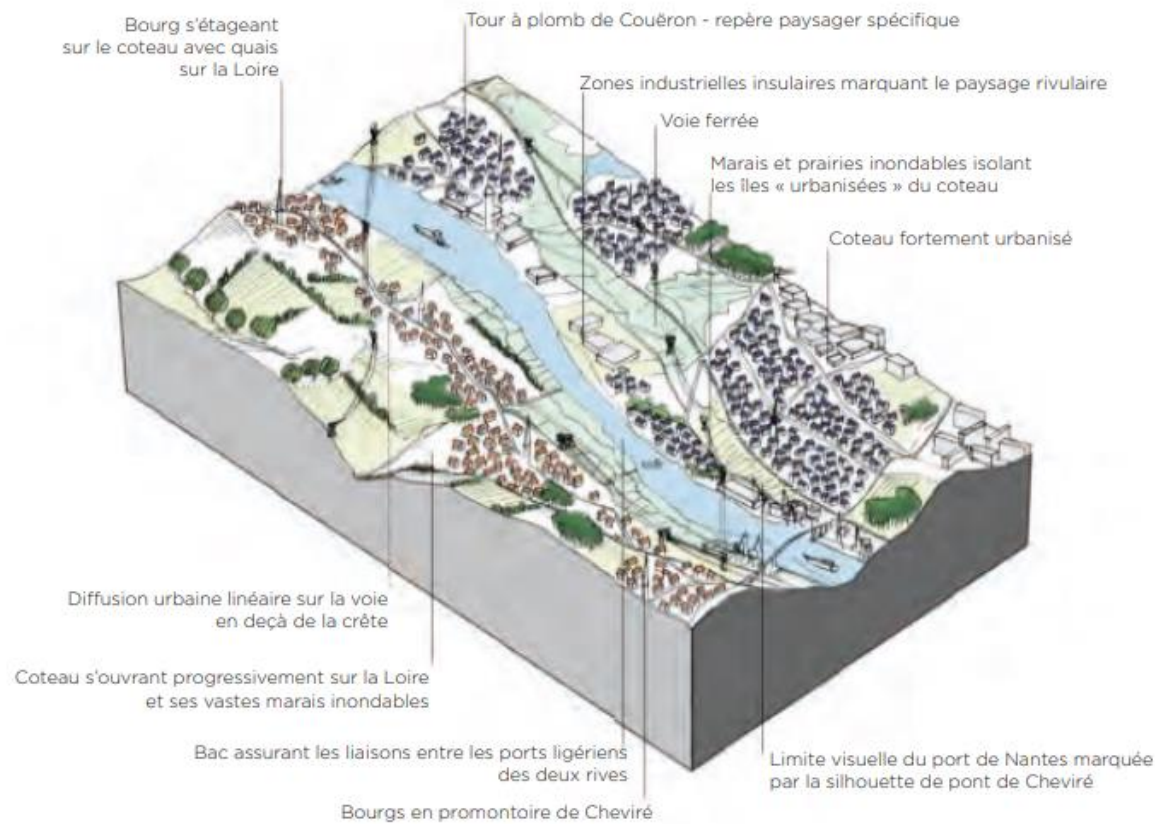 Bourg s'étageant
sur le coteau avec quais
sur la Loire
Tour à plomb de Couëron - repère paysager spécifique
Zones industrielles insulaires marquant le paysage rivulaire
Voie ferrée
Marais et prairies inondables isolant
les îles « urbanisées » du coteau
Coteau fortement urbanisé
Diffusion urbaine linéaire sur la voie
en deçà de la crête
Coteau s'ouvrant progressivement sur la Loire
et ses vastes marais inondables
Bac assurant les liaisons entre les ports ligériens
des deux rives
Bourgs en promontoire de Cheviré
Limite visuelle du port de Nantes marquée
par la silhouette de pont de Cheviré